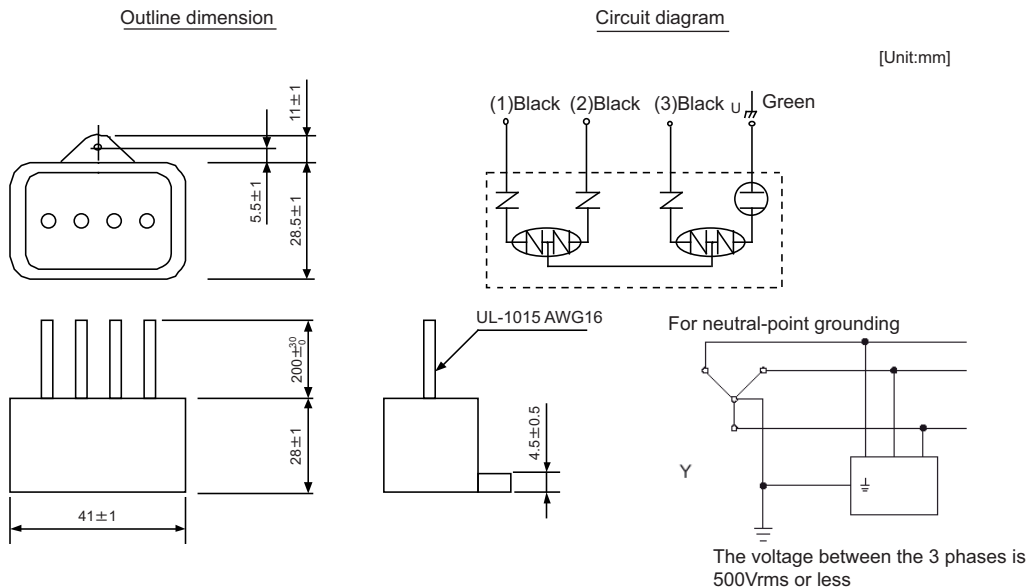 Outline dimension
Circuit diagram
[Unit:mm]
11±1
5.5±1
28.5±1
(1)Black (2)Black (3)Black U Green
200±30 0
28±1
41±1
UL-1015 AWG16
4.5±0.5
For neutral-point grounding
Y
The voltage between the 3 phases is
500Vrms or less